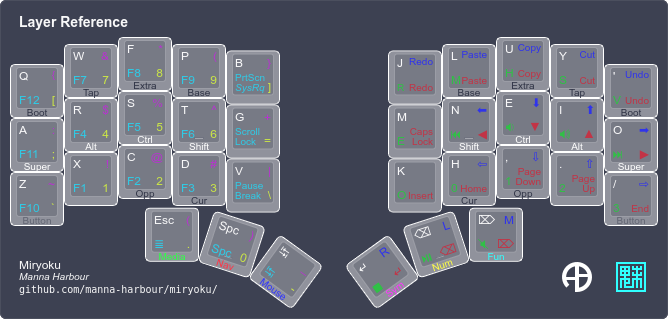 Layer Reference
Q F12 [ Boot
W & F7 7 Tap
F F8 8 Extra
P F9 9 Base
B PrtScn SysRq ]
J Redo Redo
L Paste Paste
U Copy Copy Extra
Y Cut Cut Tap
' Undo Undo Boot
A F11 ; Super
R $ F4 4 Alt
S % F5 5 Ctrl
T ^ F6 6 Shift
G + Scroll Lock =
M Caps Lock
N Shift
E Ctrl
I Alt
O Super
Z ~ F10 ` Button
X ! F1 1
C @ F2 2 Opp
D # F3 3 Cur
V | Pause Break \
K Insert
H Home Cur
, Page Down Opp
. Page Up
/ End Button
Esc Media
Spc Spc 0 Nav
Mouse
R
L Num
M Fun
Miryoku
Manna Harbour
github.com/manna-harbour/miryoku/